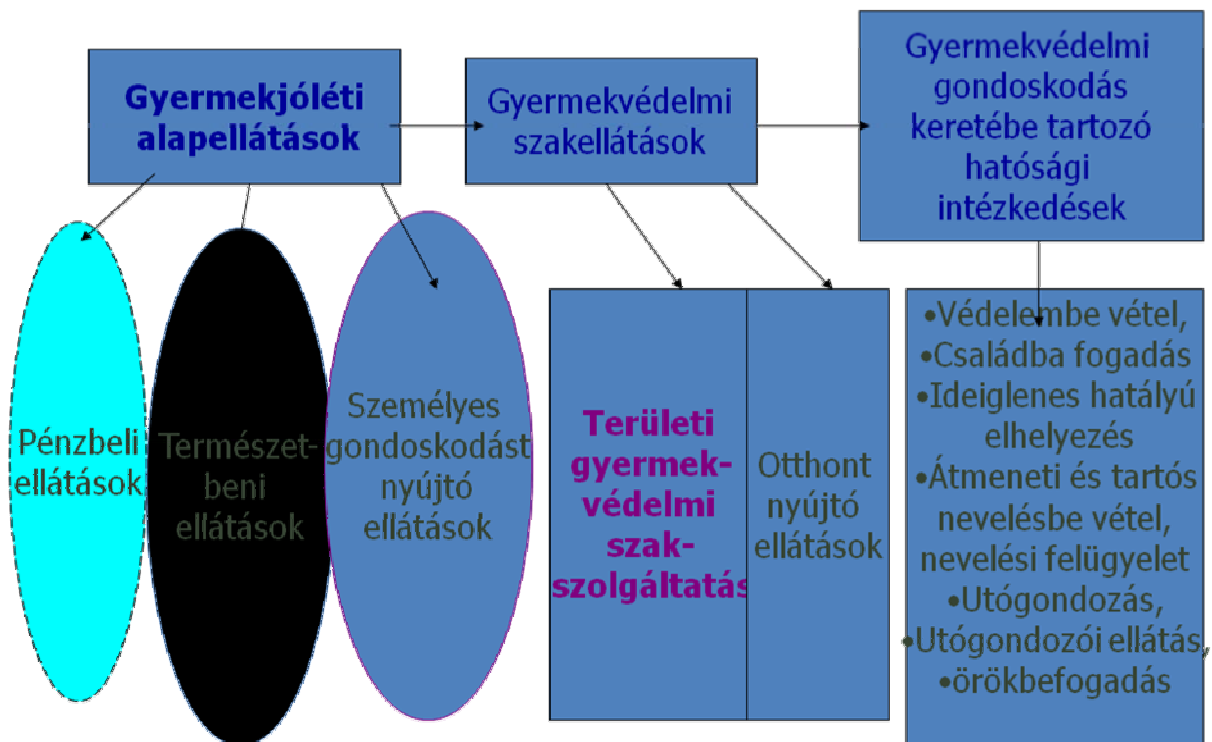 Gyermekjóléti
alapellátások
Gyermekvédelmi
szakellátások
Gyermekvédelmi
gondoskodás
keretébe tartozó
hatósági
intézkedések
Pénzbeli
ellátások
Természet-
beni
ellátások
Személyes
gondoskodást
nyújtó
ellátások
Területi
gyermek-
védelmi
szak-
szolgáltatás
Otthont
nyújtó
ellátások
•Védelembe vétel,
•Családba fogadás
•Ideiglenes hatályú
elhelyezés
•Átmeneti és tartós
nevelésbe vétel,
nevelési felügyelet
•Utógondozás,
•Utógondozói ellátás,
•örökbefogadás